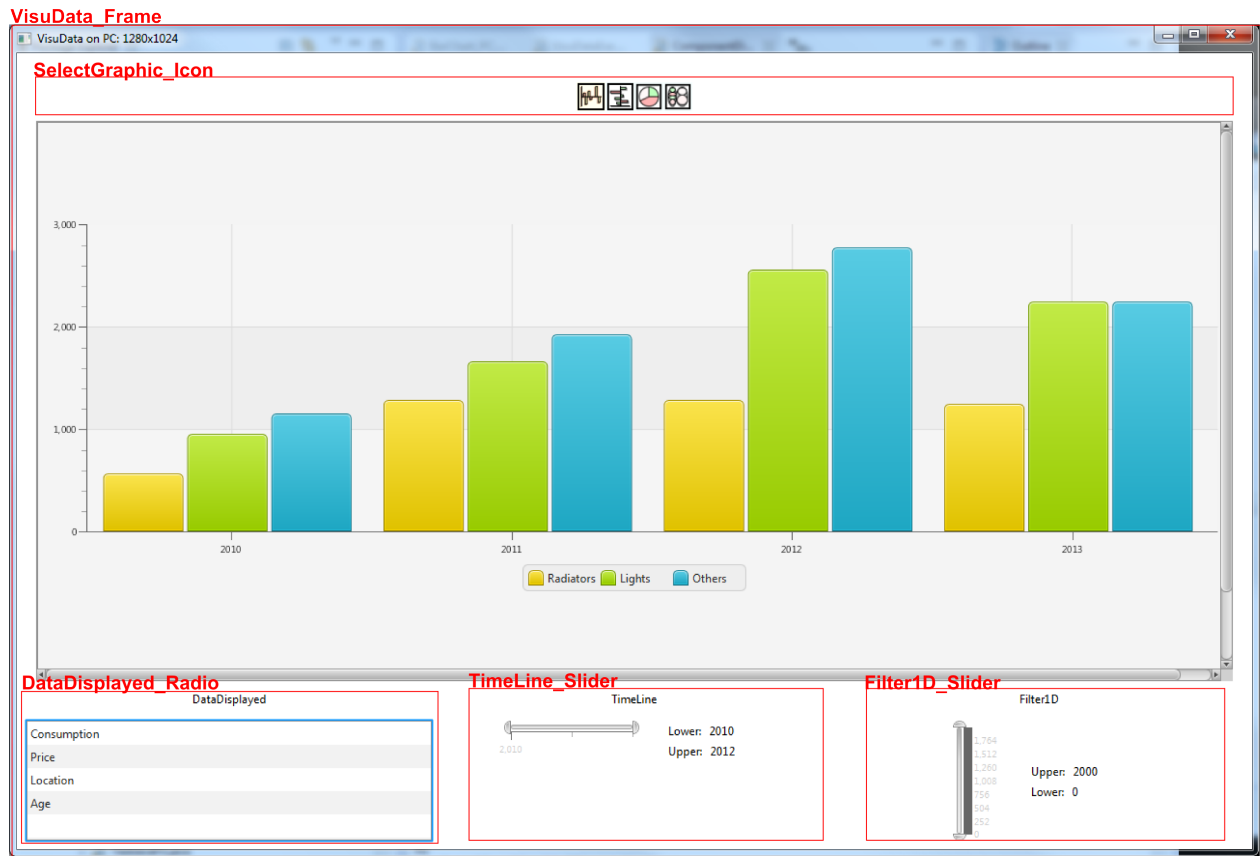 VisuData_Frame
VisuData on PC: 1280x1024
SelectGraphic_Icon
3,000
2,000
1,000
0
2010 2011 2012 2013
Radiators Lights Others
DataDisplayed_Radio
DataDisplayed
Consumption
Price
Location
Age
TimeLine_Slider
TimeLine
2,010
Lower: 2010
Upper: 2012
Filter1D_Slider
Filter1D
1,764
1,512
1,260
1,008
756
504
252
0
Upper: 2000
Lower: 0